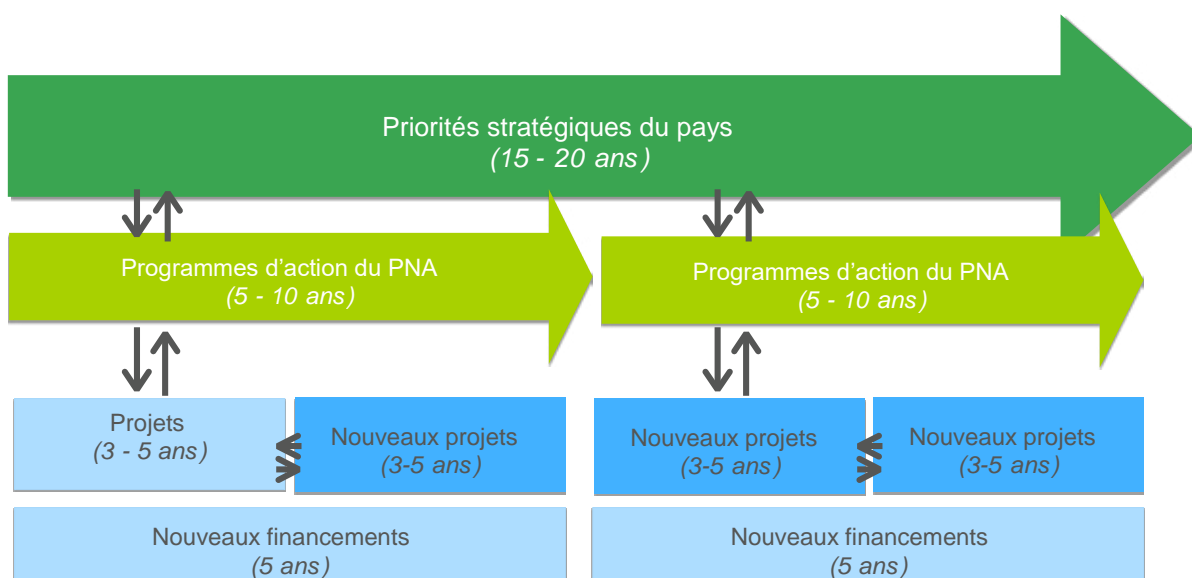 Priorités stratégiques du pays
(15 - 20 ans)
Programmes d’action du PNA
(5 - 10 ans)
Programmes d’action du PNA
(5 - 10 ans)
Projets
(3 - 5 ans)
Nouveaux projets
(3-5 ans)
Nouveaux projets
(3-5 ans)
Nouveaux projets
(3-5 ans)
Nouveaux financements
(5 ans)
Nouveaux financements
(5 ans)